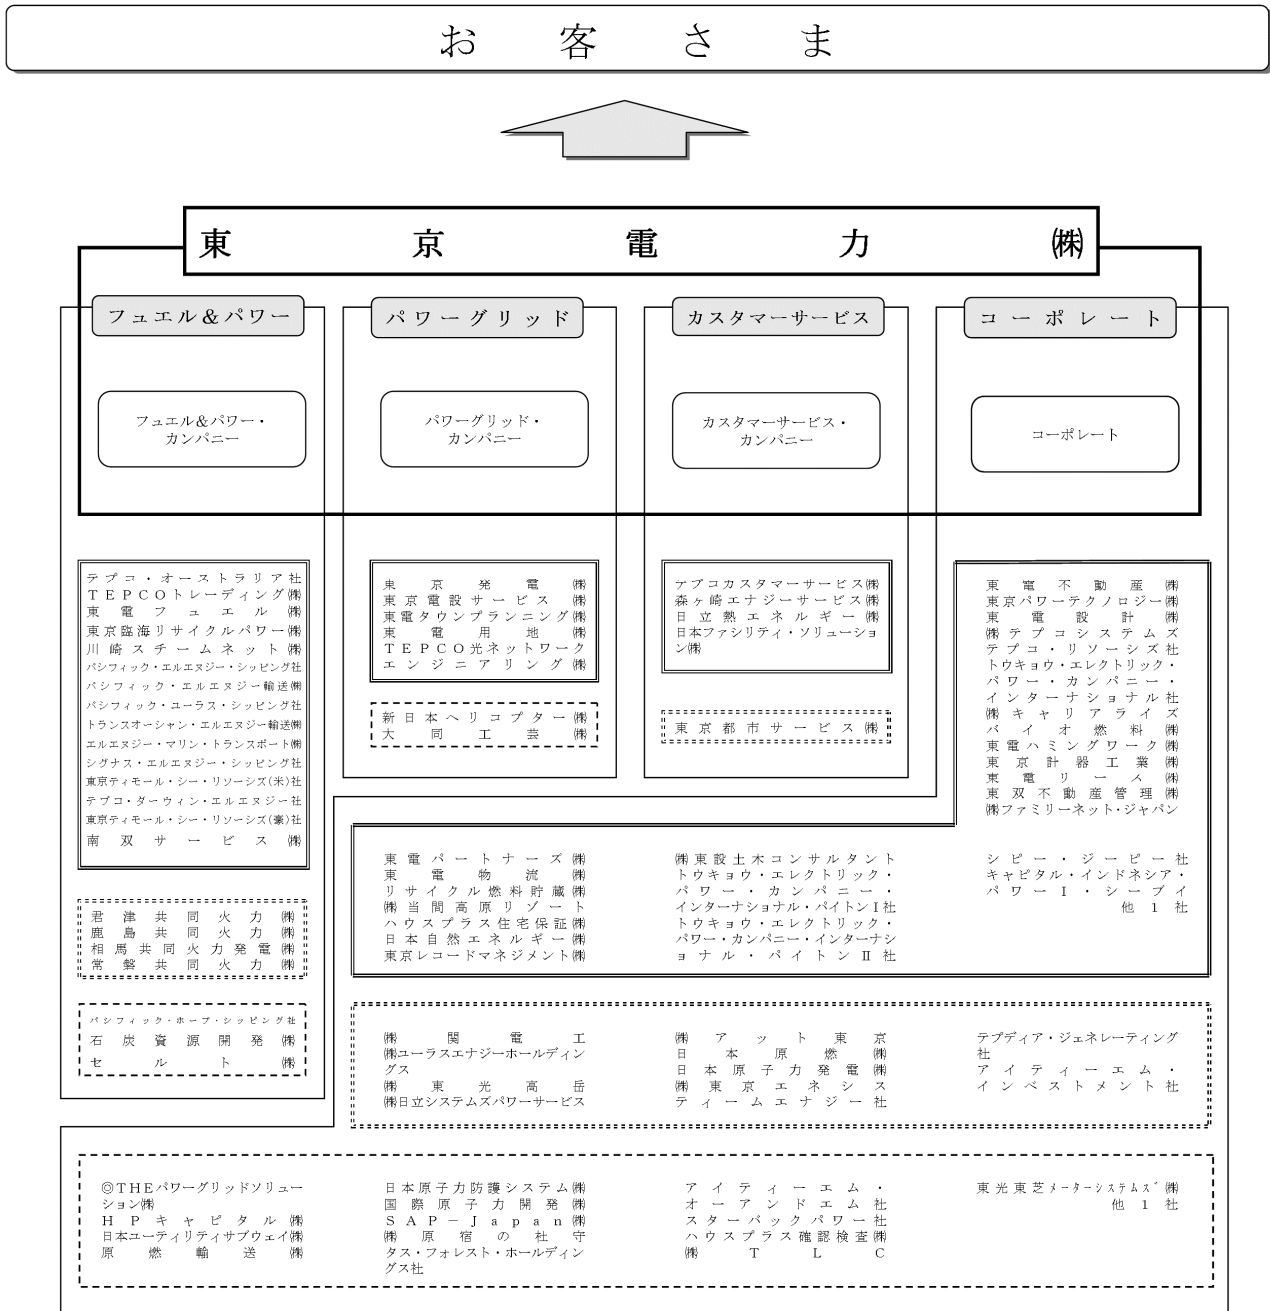 お客さま
東京電力㈱
フュエル&パワー
パワーグリッド
カスタマーサービス
コーポレート
フュエル&パワー・
カンパニー
パワーグリッド・
カンパニー
カスタマーサービス・
カンパニー
コーポレート
テプコ・オーストラリア社
TEPCOトレーディング㈱
東電フュエル㈱
東京臨海リサイクルパワー㈱
川崎スチームネット㈱
パシフィック・エルエヌジー・シッピング社
パシフィック・エルエヌジー輸送㈱
パシフィック・ユーラス・シッピング社
トランスオーシャン・エルエヌジー輸送㈱
エルエヌジー・マリン・トランスポート㈱
シグナス・エルエヌジー・シッピング社
東京ティモール・シー・リソーシズ(米)社
テプコ・ダーウィン・エルエヌジー社
東京ティモール・シー・リソーシズ(豪)社
南双サービス㈱
君津共同火力㈱
鹿島共同火力㈱
相馬共同火力発電㈱
常磐共同火力㈱
パシフィック・ホープ・シッピング社
石炭資源開発㈱
セルト㈱
東京発電㈱
東京電設サービス㈱
東電タウンプランニング㈱
東電用地㈱
TEPCO光ネットワーク
エンジニアリング㈱
新日本ヘリコプター㈱
大同工芸㈱
テプコカスタマーサービス㈱
森ヶ崎エナジーサービス㈱
日立熱エネルギー㈱
日本ファシリティ・ソリューショ
ン㈱
東京都市サービス㈱
東電不動産㈱
東京パワーテクノロジー㈱
東電設計㈱
㈱テプコシステムズ
テプコ・リソーシズ社
トウキョウ・エレクトリック・
パワー・カンパニー・
インターナショナル社
㈱キャリアライズ
バイオ燃料㈱
東電ハミングワーク㈱
東京計器工業㈱
東電リース㈱
東双不動産管理㈱
㈱ファミリーネット・ジャパン
東電パートナーズ㈱
東電物流㈱
リサイクル燃料貯蔵㈱
㈱当間高原リゾート
ハウスプラス住宅保証㈱
日本自然エネルギー㈱
東京レコードマネジメント㈱
㈱東設土木コンサルタント
トウキョウ・エレクトリック・
パワー・カンパニー・
インターナショナル・パイトンⅠ社
トウキョウ・エレクトリック・
パワー・カンパニー・インターナシ
ョナル・パイトンⅡ社
シピー・ジーピー社
キャピタル・インドネシア・
パワーI・シーブイ
他1社
㈱関電工
㈱ユーラスエナジーホールディン
グス
㈱東光高岳
㈱日立システムズパワーサービス
㈱アット東京
日本原燃㈱
日本原子力発電㈱
㈱東京エネシス
ティームエナジー社
テプディア・ジェネレーティング
社
アイティーエム・
インベストメント社
◎THEパワーグリッドソリュー
ション㈱
HPキャピタル㈱
日本ユーティリティサブウェイ㈱
原燃輸送㈱
日本原子力防護システム㈱
国際原子力開発㈱
SAP－Japan㈱
㈱原宿の杜守
タス・フォレスト・ホールディン
グス社
アイティーエム・
オーアンドエム社
スターバックパワー社
ハウスプラス確認検査㈱
㈱TLC
東光東芝ﾒｰﾀｰｼｽﾃﾑｽﾞ㈱
他1社